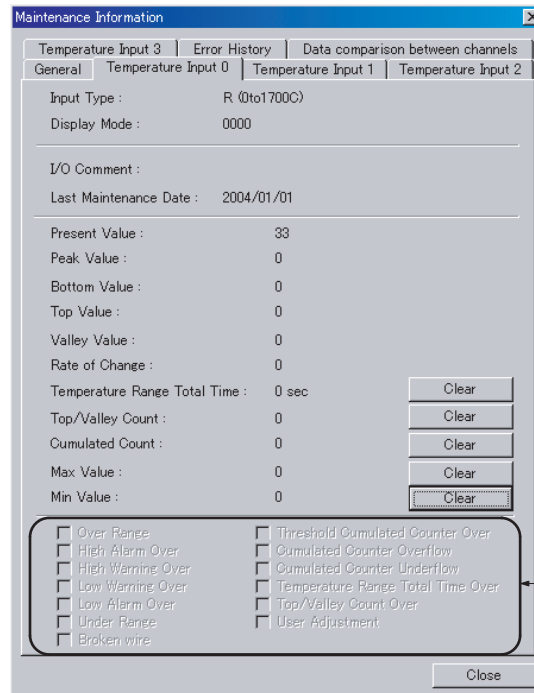 Maintenance Information
Temperature Input 3 Error History Data comparison between channels
General Temperature Input 0 Temperature Input 1 Temperature Input 2
Input Type : R (0to1700C)
Display Mode : 0000
I/O Comment :
Last Maintenance Date : 2004/01/01
Present Value : 33
Peak Value : 0
Bottom Value : 0
Top Value : 0
Valley Value : 0
Rate of Change : 0
Temperature Range Total Time : 0 sec Clear
Top/Valley Count : 0 Clear
Cumulated Count : 0 Clear
Max Value : 0 Clear
Min Value : 0 Clear
Over Range Threshold Cumulated Counter Over
High Alarm Over Cumulated Counter Overflow
High Warning Over Cumulated Counter Underflow
Low Warning Over Temperature Range Total Time Over
Low Alarm Over Top/Valley Count Over
Under Range User Adjustment
Broken wire
Close